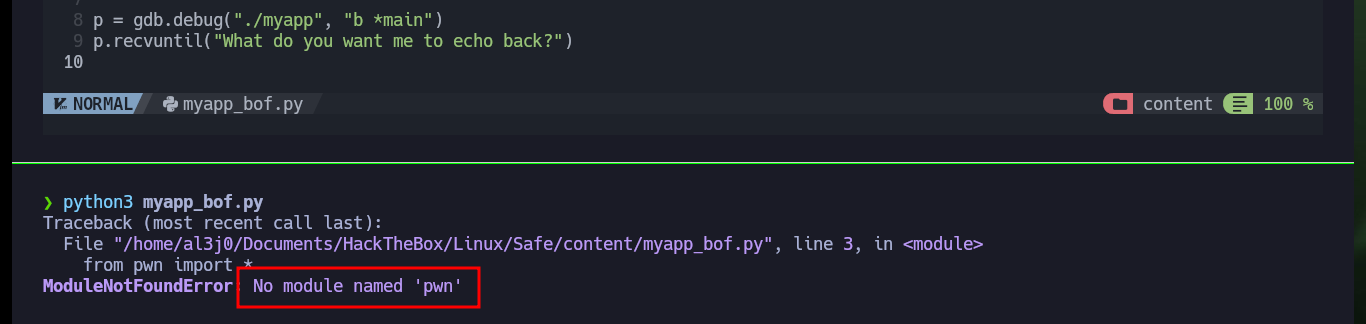 8 p = gdb.debug("./myapp", "b *main")
9 p.recvuntil("What do you want me to echo back?")
10
NORMAL myapp_bof.py content 100 %
❯ python3 myapp_bof.py
Traceback (most recent call last):
File "/home/al3j0/Documents/HackTheBox/Linux/Safe/content/myapp_bof.py", line 3, in <module>
from pwn import *
ModuleNotFoundError: No module named 'pwn'